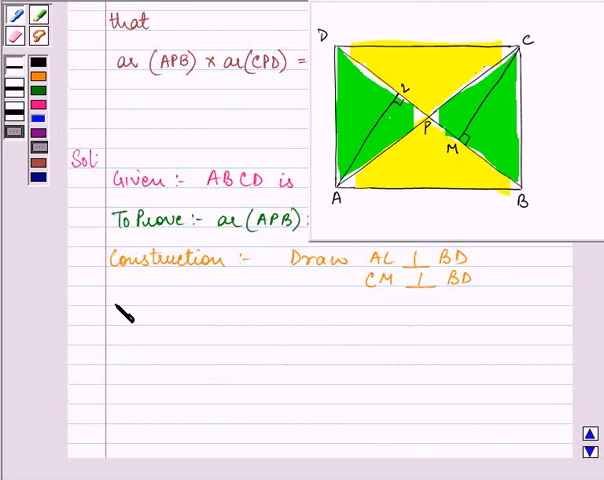 that
ar (APB) × ar(CPD) =
Sol:
Given :- ABCD is
To Prove :- ar (APB) :
Construction :- Draw AL ⊥ BD
CM ⊥ BD
D C
L
P
M
A B